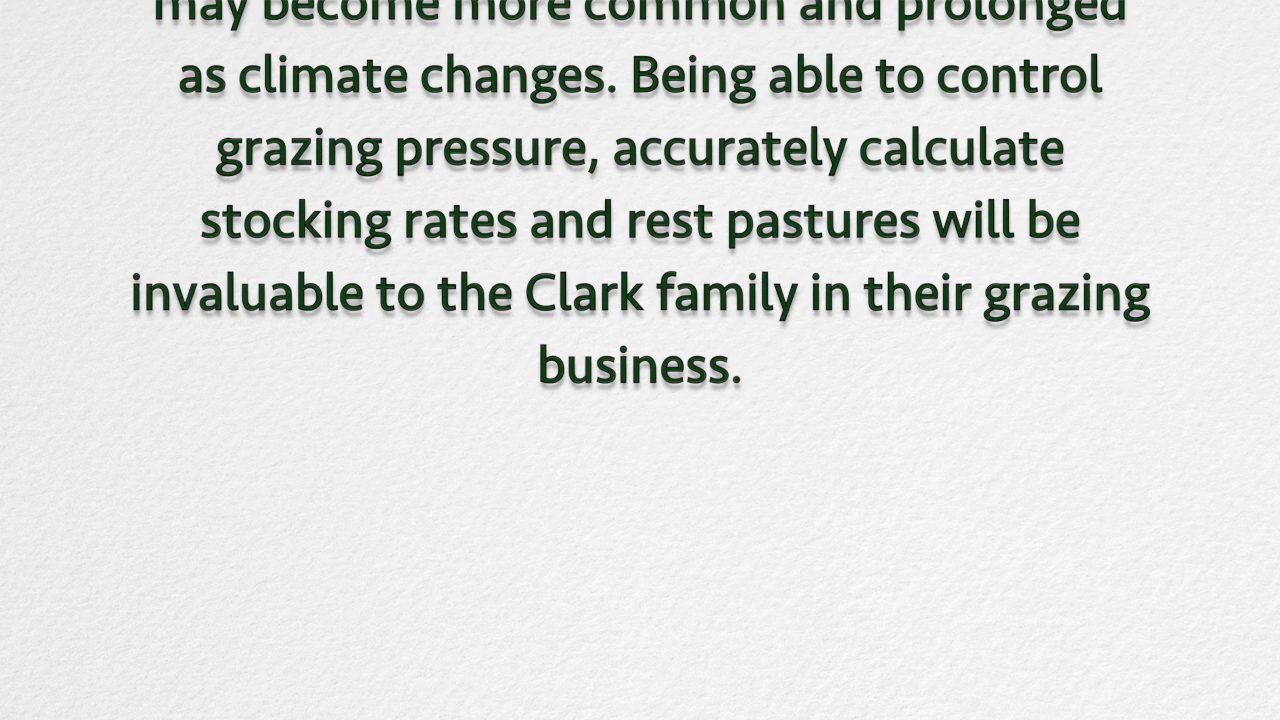 may become more common and prolonged
as climate changes. Being able to control
grazing pressure, accurately calculate
stocking rates and rest pastures will be
invaluable to the Clark family in their grazing
business.